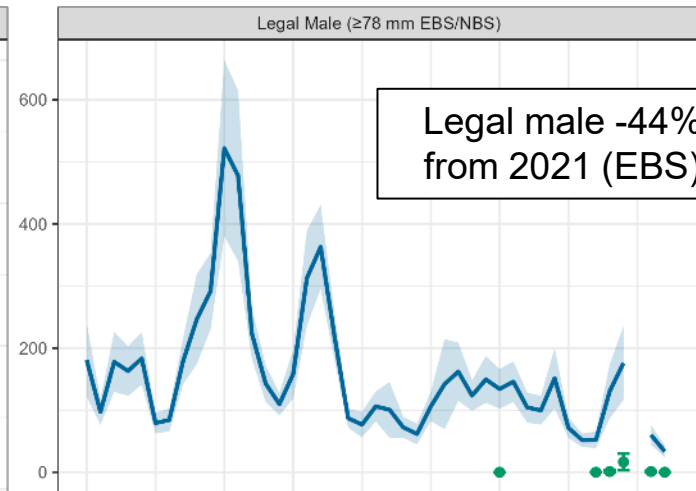 Legal Male (≥78 mm EBS/NBS)
600
Legal male -44%
from 2021 (EBS)
400
200
0